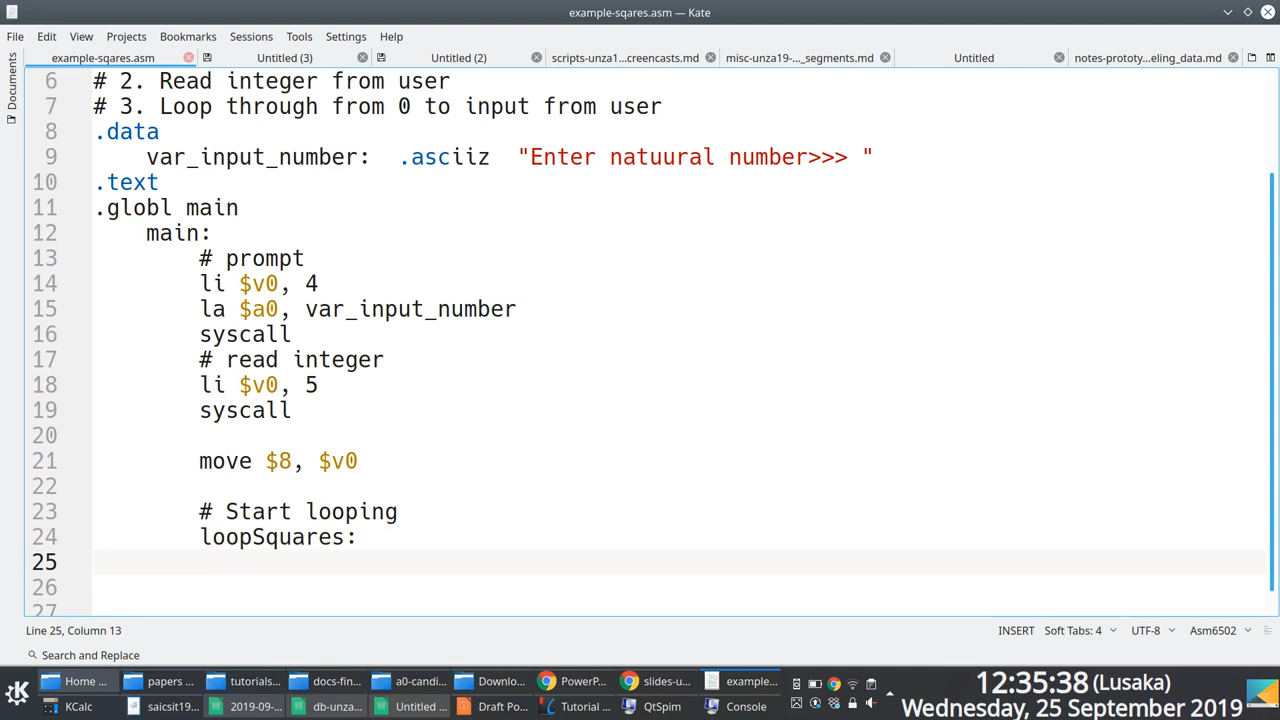 example-sqares.asm — Kate
File Edit View Projects Bookmarks Sessions Tools Settings Help
Documents
example-sqares.asm Untitled (3) Untitled (2) scripts-unza1...creencasts.md misc-unza19-..._segments.md Untitled notes-prototy...eling_data.md
6 # 2. Read integer from user
7 # 3. Loop through from 0 to input from user
8 .data
9 var_input_number: .asciiz "Enter natuural number>>> "
10 .text
11 .globl main
12 main:
13 # prompt
14 li $v0, 4
15 la $a0, var_input_number
16 syscall
17 # read integer
18 li $v0, 5
19 syscall
20
21 move $8, $v0
22
23 # Start looping
24 loopSquares:
25
26
27
Line 25, Column 13 INSERT Soft Tabs: 4 UTF-8 Asm6502
Search and Replace
Home ... papers ... tutorials... docs-fin... a0-candi... Downlo... PowerP... slides-u... example... 12:35:38 (Lusaka)
KCalc saicsit19... 2019-09-... db-unza... Untitled ... Draft Po... Tutorial ... QtSpim Console Wednesday, 25 September 2019